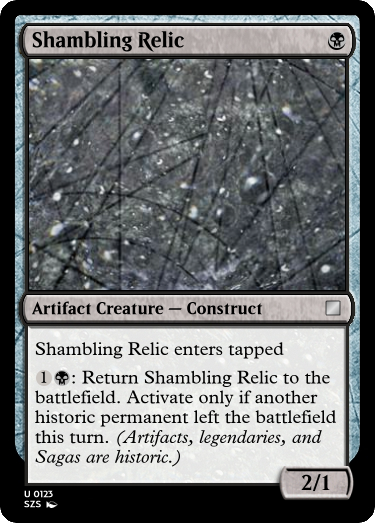 Shambling Relic
Artifact Creature — Construct
Shambling Relic enters tapped
1: Return Shambling Relic to the
battlefield. Activate only if another
historic permanent left the battlefield
this turn. (Artifacts, legendaries, and
Sagas are historic.)
2/1
U 0123
SZS